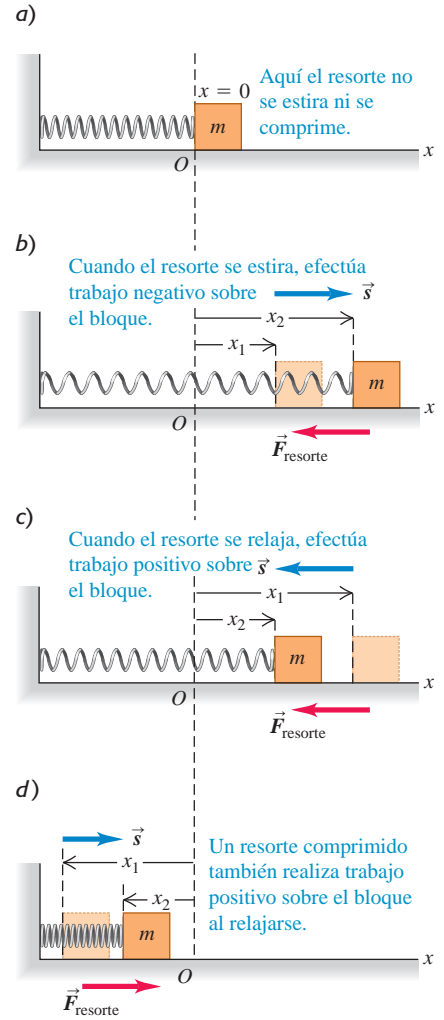 a)
x = 0
Aquí el resorte no
se estira ni se
comprime.
m
x
O
b)
Cuando el resorte se estira, efectúa
trabajo negativo sobre
el bloque.
s
x2
x1
m
x
O
Fresorte
c)
Cuando el resorte se relaja, efectúa
trabajo positivo sobre
el bloque.
s
x1
x2
m
x
O
Fresorte
d)
s
x1
x2
Un resorte comprimido
también realiza trabajo
positivo sobre el bloque
al relajarse.
m
x
O
Fresorte